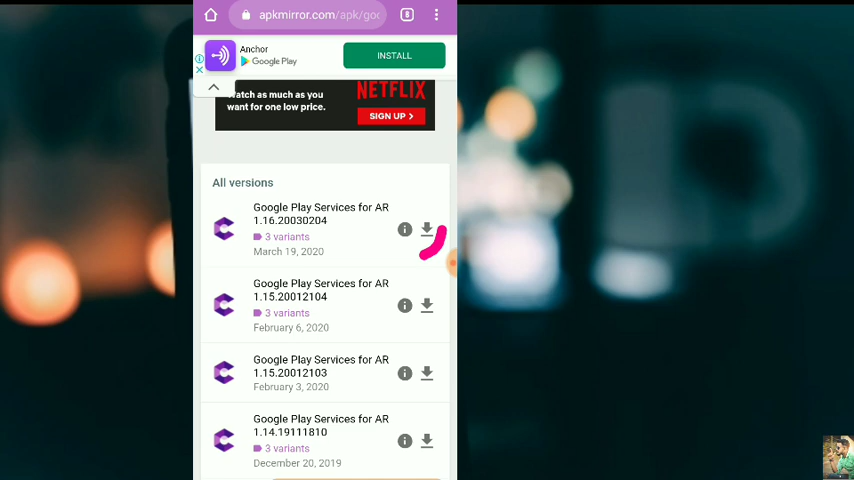 apkmirror.com/apk/goo
8
Anchor
Google Play
INSTALL
Watch as much as you
want for one low price.
NETFLIX
SIGN UP >
All versions
Google Play Services for AR
1.16.20030204
3 variants
March 19, 2020
Google Play Services for AR
1.15.20012104
3 variants
February 6, 2020
Google Play Services for AR
1.15.20012103
February 3, 2020
Google Play Services for AR
1.14.19111810
3 variants
December 20, 2019